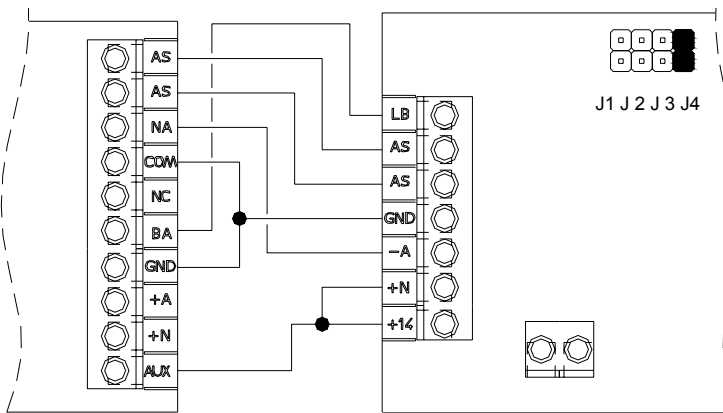 AS
AS
NA
COM
NC
BA
GND
+A
+N
AUX
LB
AS
AS
GND
-A
+N
+14
J1 J 2 J 3 J4